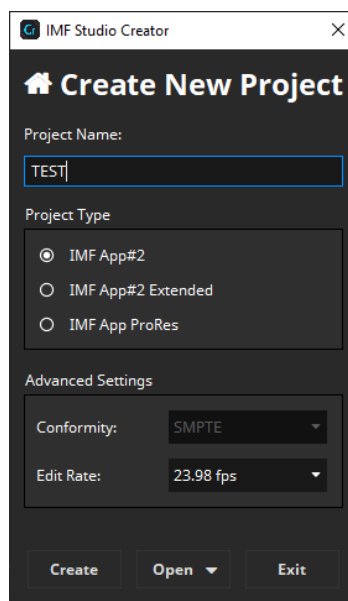 Cr IMF Studio Creator
Create New Project
Project Name:
TEST
Project Type
IMF App#2
IMF App#2 Extended
IMF App ProRes
Advanced Settings
Conformity: SMPTE
Edit Rate: 23.98 fps
Create Open Exit